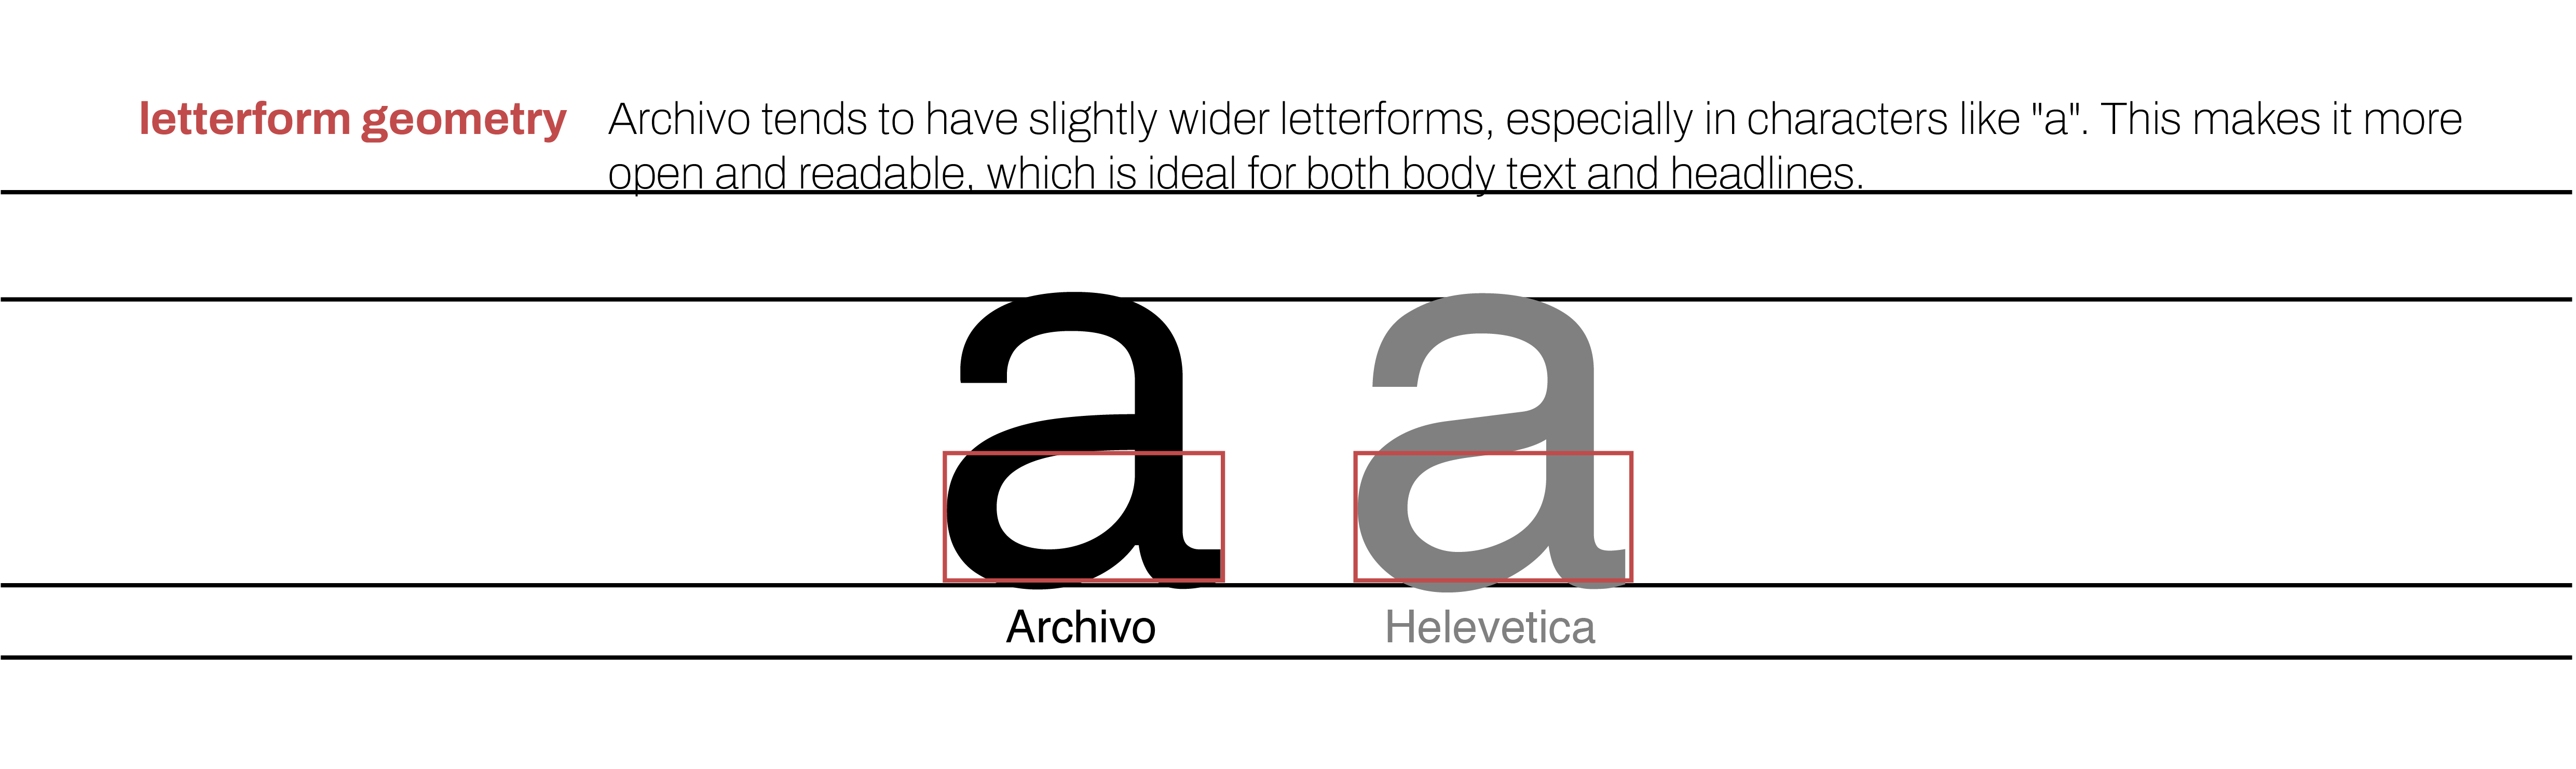 letterform geometry
Archivo tends to have slightly wider letterforms, especially in characters like "a". This makes it more
open and readable, which is ideal for both body text and headlines.
a a
Archivo Helevetica